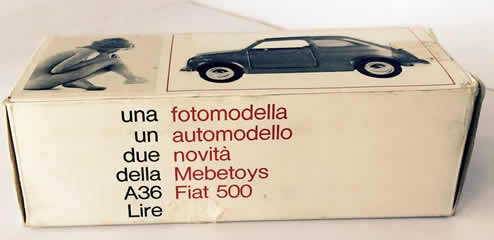 una fotomodella
un automodello
due novità
della Mebetoys
A36 Fiat 500
Lire